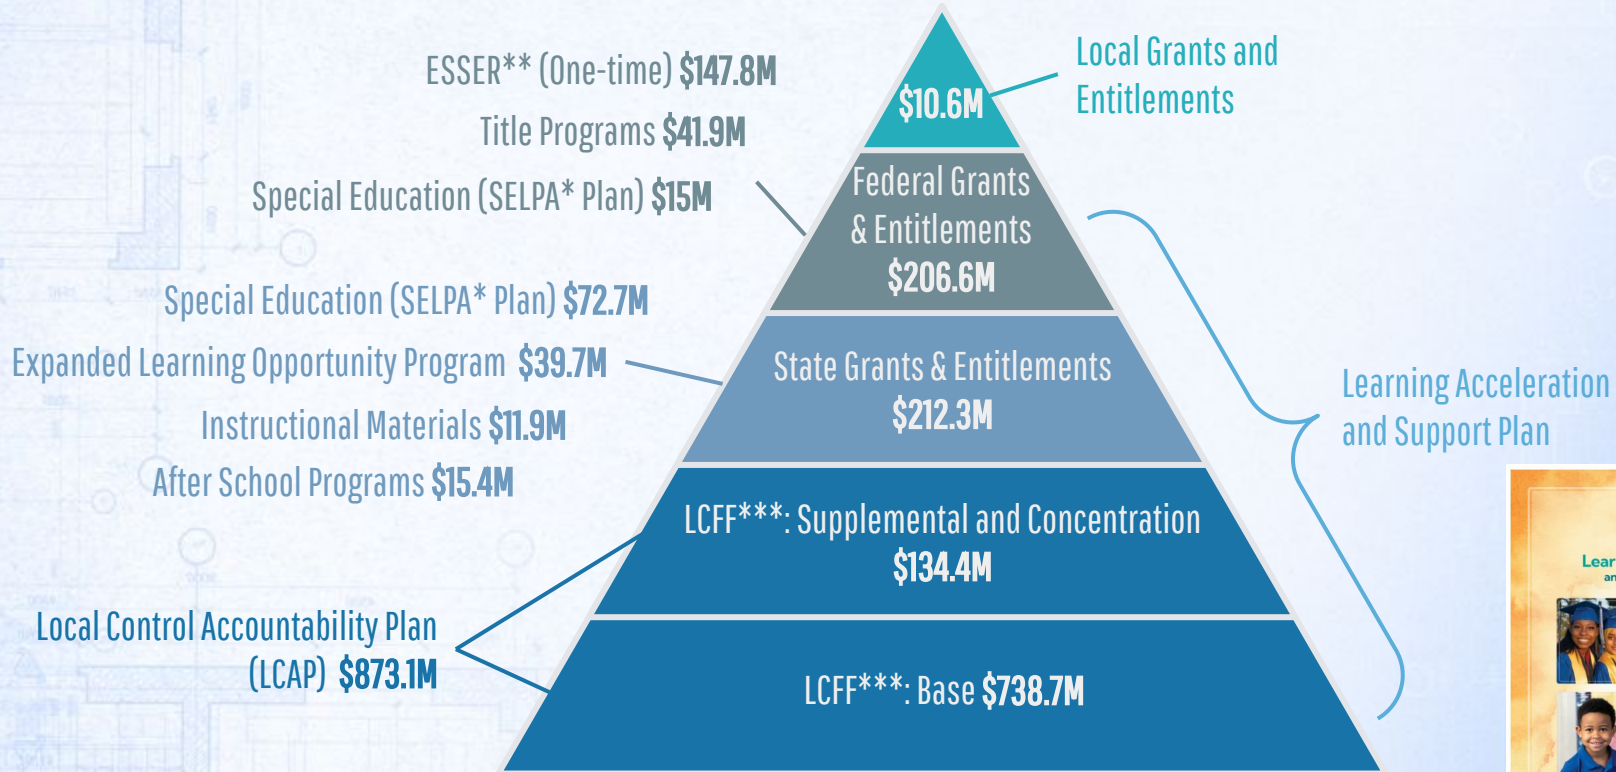 ESSER** (One-time) $147.8M
Title Programs $41.9M
Special Education (SELPA* Plan) $15M
Special Education (SELPA* Plan) $72.7M
Expanded Learning Opportunity Program $39.7M
Instructional Materials $11.9M
After School Programs $15.4M
Local Control Accountability Plan
(LCAP) $873.1M
$10.6M
Local Grants and
Entitlements
Federal Grants
& Entitlements
$206.6M
State Grants & Entitlements
$212.3M
LCFF***: Supplemental and Concentration
$134.4M
LCFF***: Base $738.7M
Learning Acceleration
and Support Plan